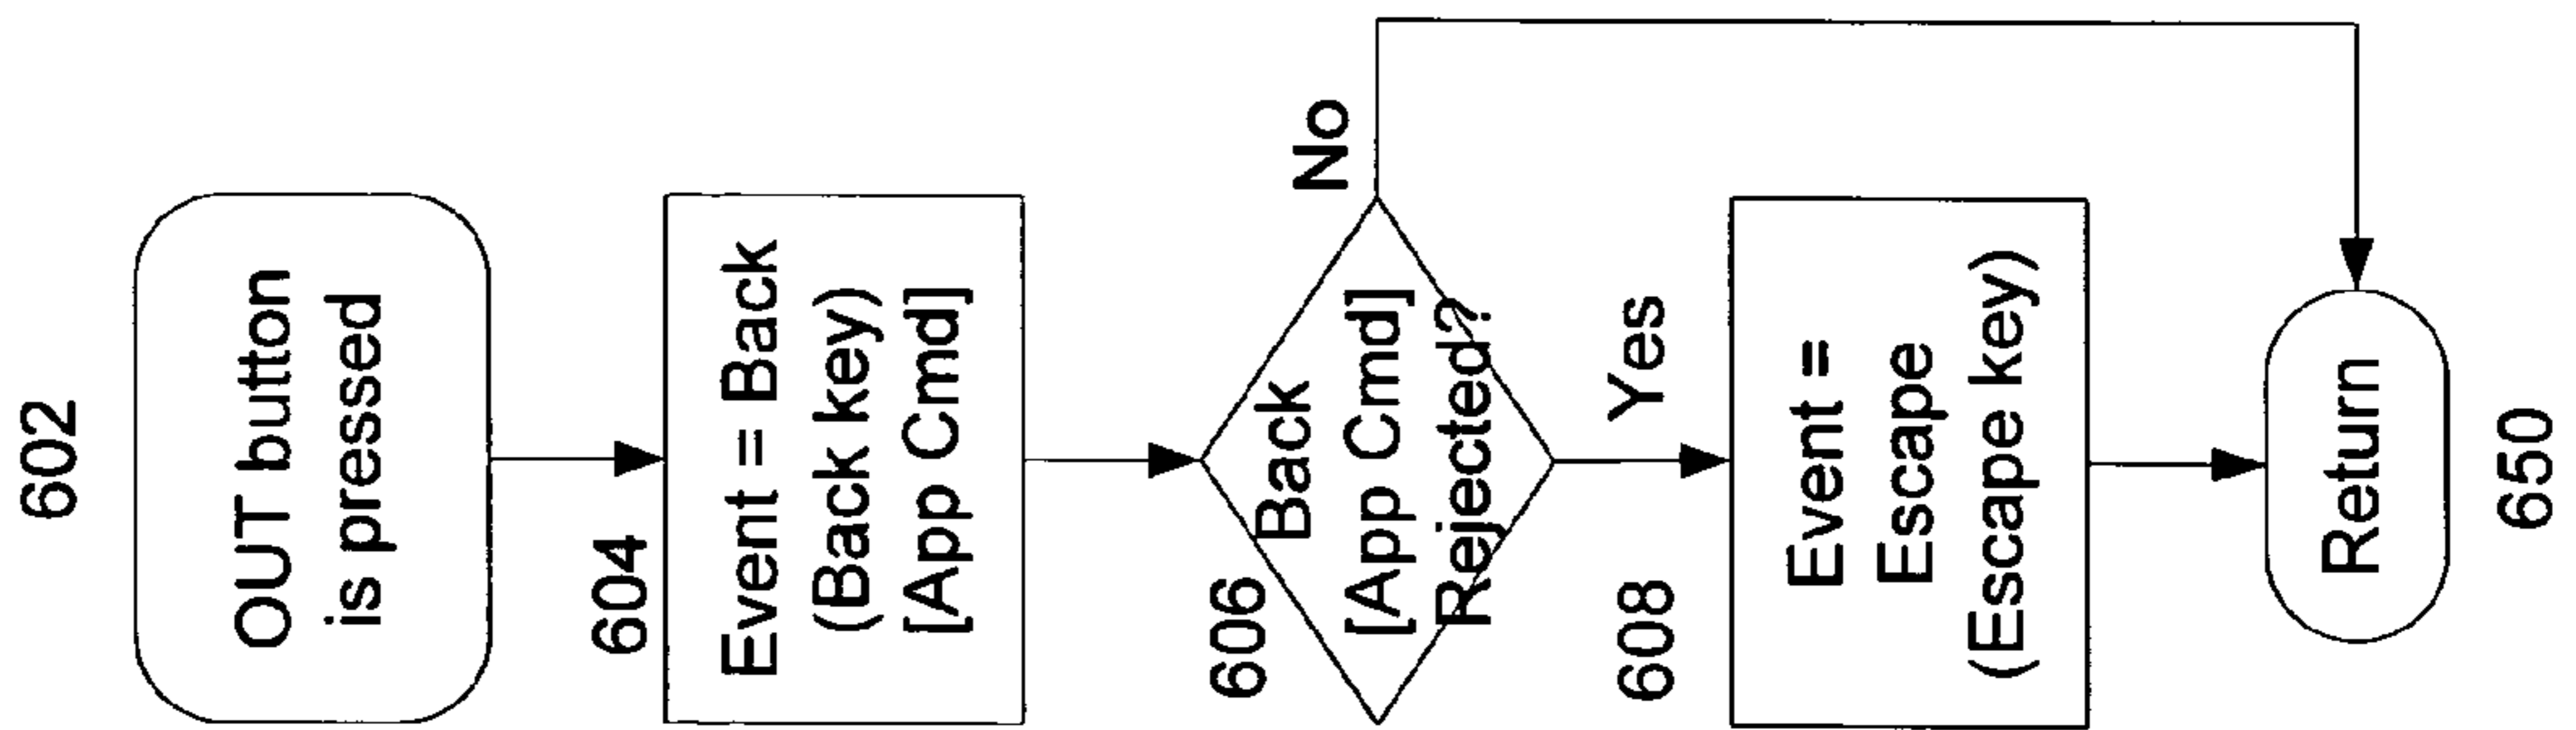 602
OUT button
is pressed
604
Event = Back
(Back key)
[App Cmd]
606
Back
[App Cmd]
Rejected?
No
Yes
608
Event =
Escape
(Escape key)
Return
650